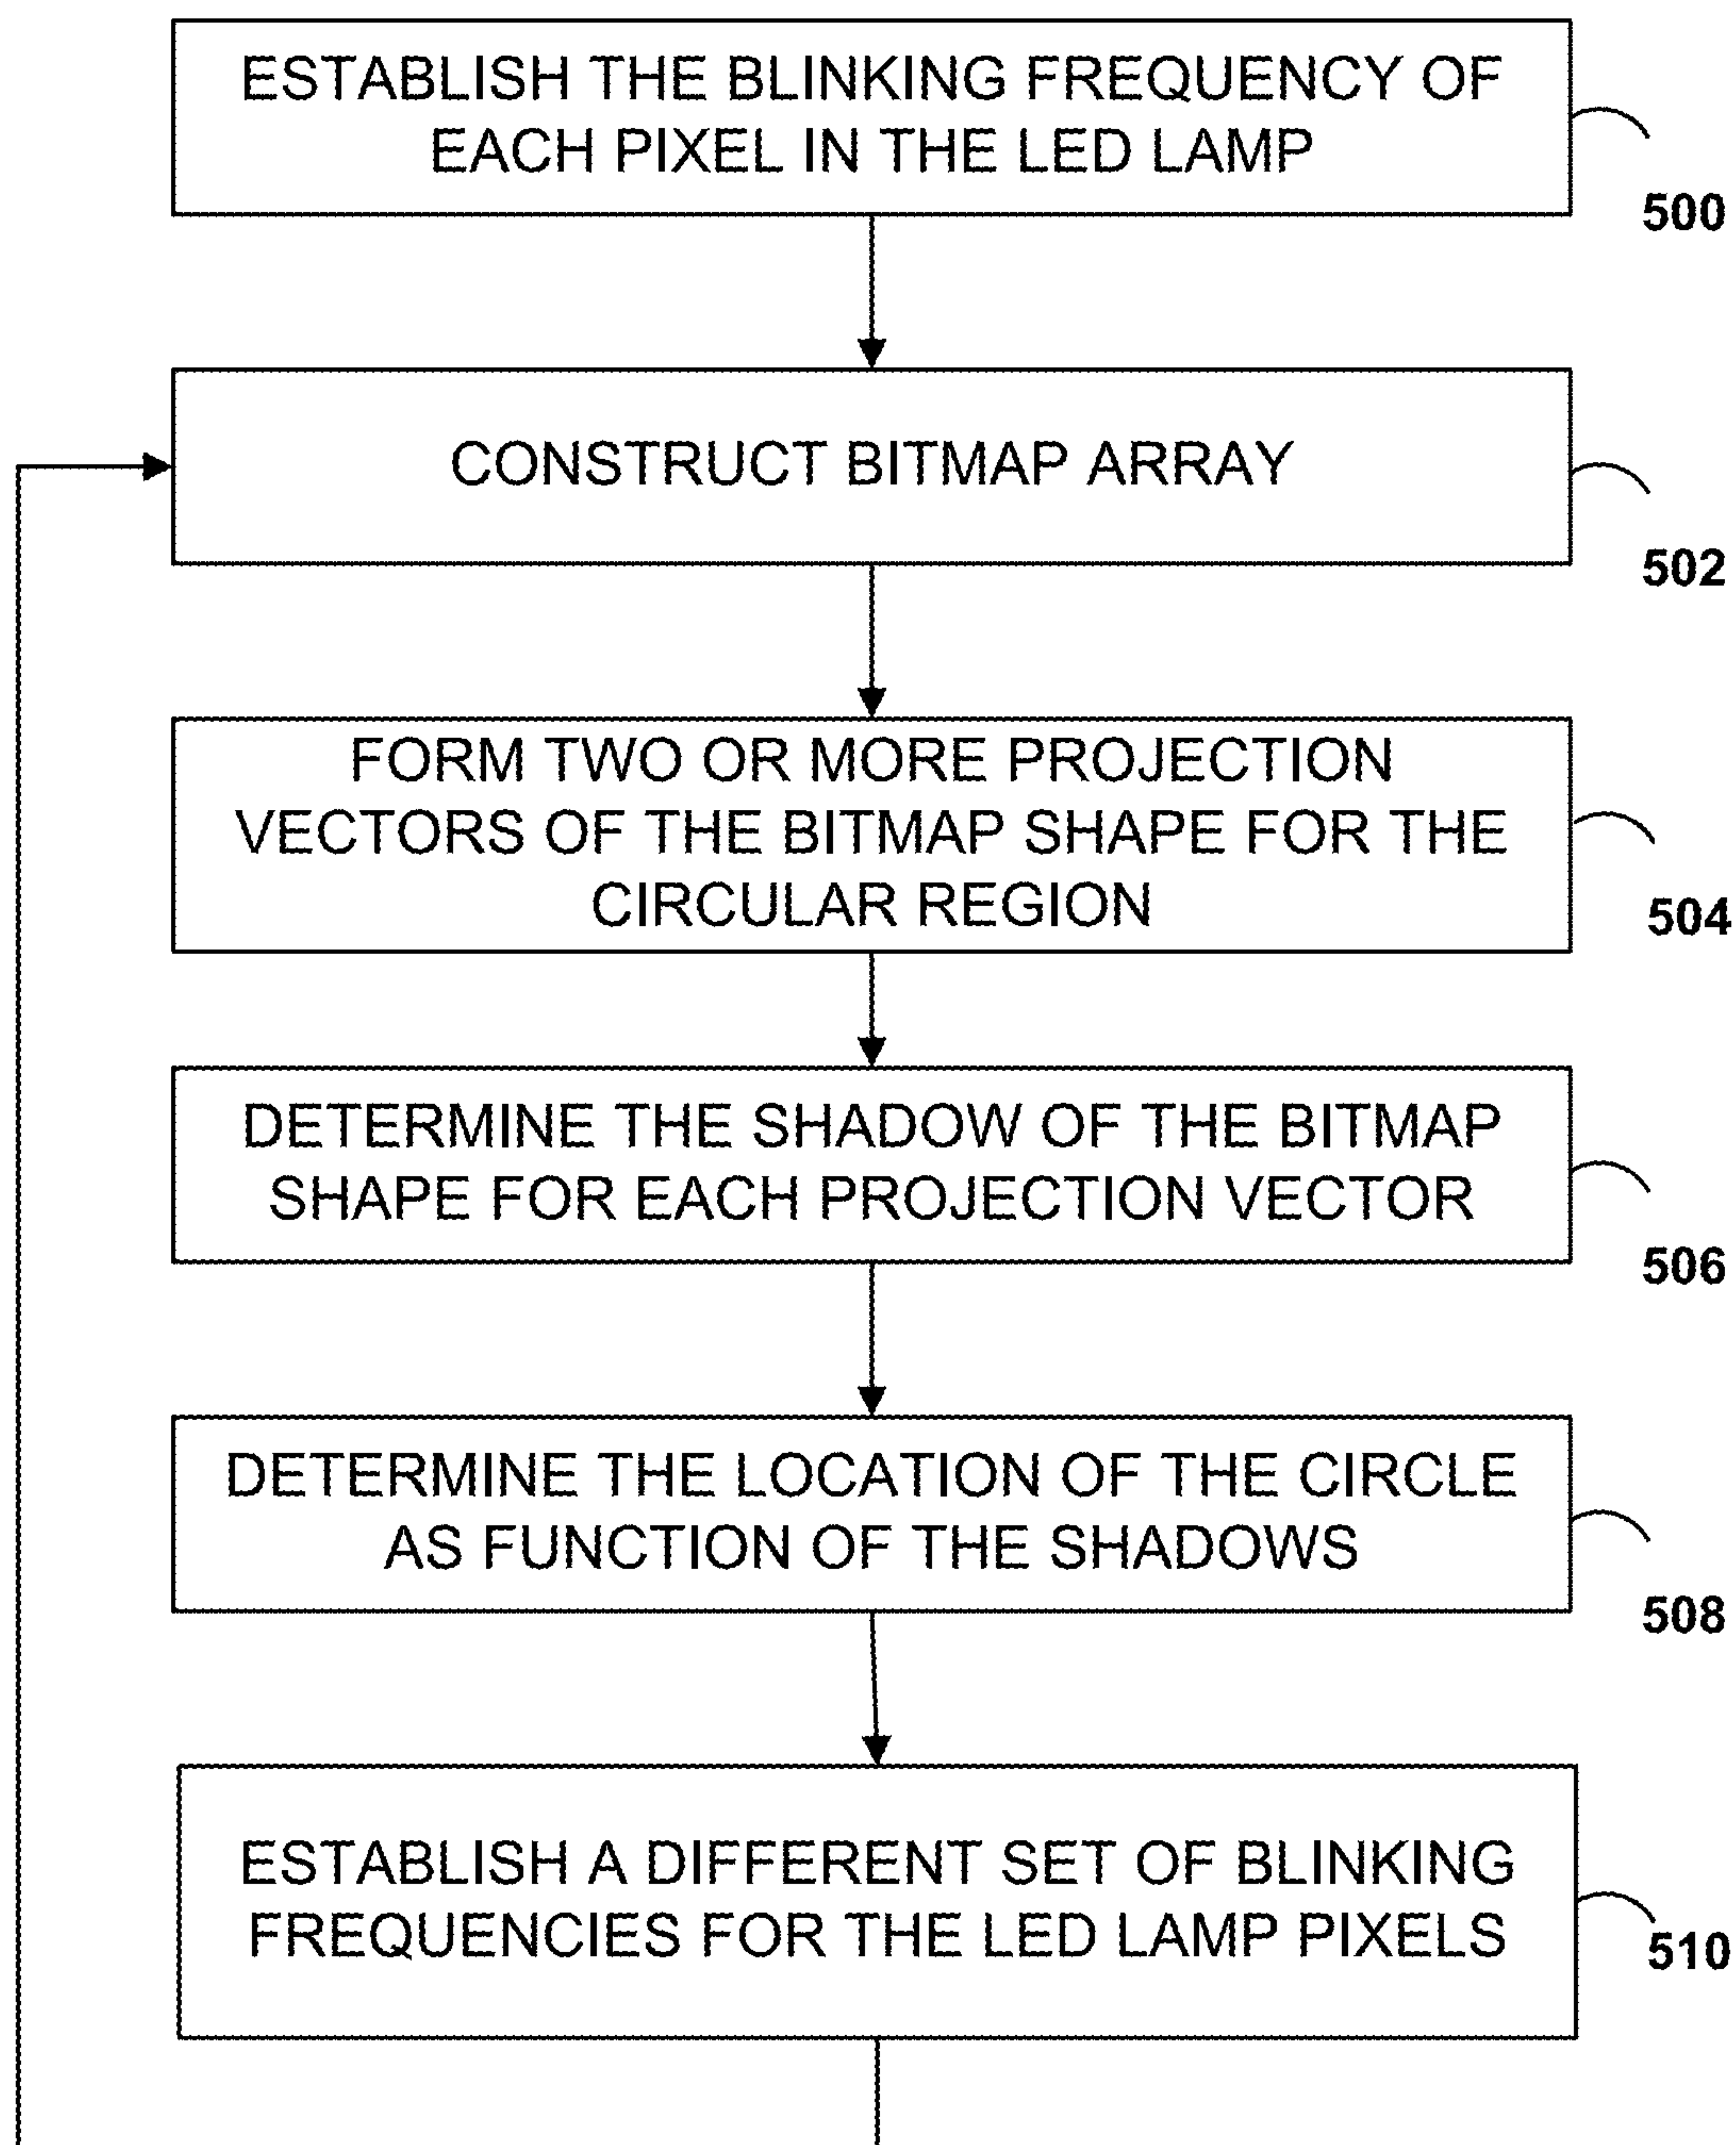 ESTABLISH THE BLINKING FREQUENCY OF
EACH PIXEL IN THE LED LAMP
500
CONSTRUCT BITMAP ARRAY
502
FORM TWO OR MORE PROJECTION
VECTORS OF THE BITMAP SHAPE FOR THE
CIRCULAR REGION
504
DETERMINE THE SHADOW OF THE BITMAP
SHAPE FOR EACH PROJECTION VECTOR
506
DETERMINE THE LOCATION OF THE CIRCLE
AS FUNCTION OF THE SHADOWS
508
ESTABLISH A DIFFERENT SET OF BLINKING
FREQUENCIES FOR THE LED LAMP PIXELS
510